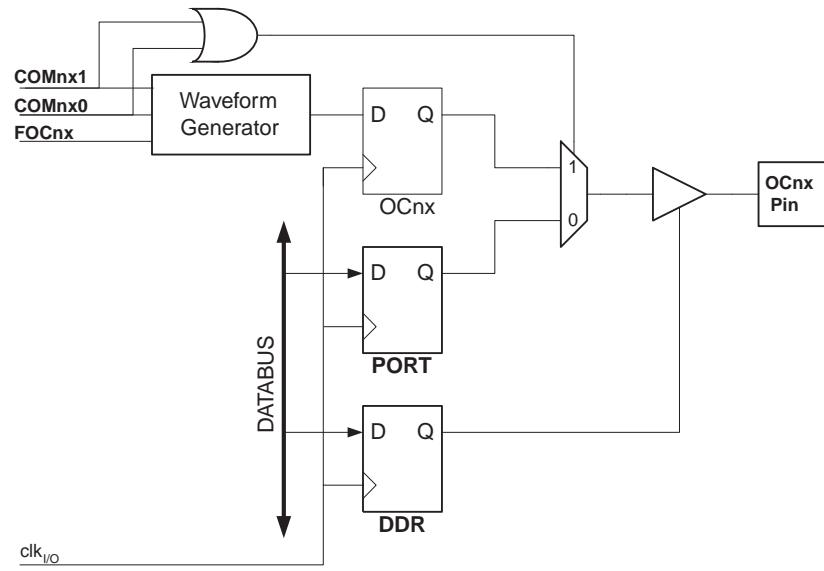 COMnx1
COMnx0
FOCnx
Waveform
Generator
D Q
OCnx
1
0
OCnx
Pin
D Q
PORT
DATABUS
D Q
DDR
clkI/O